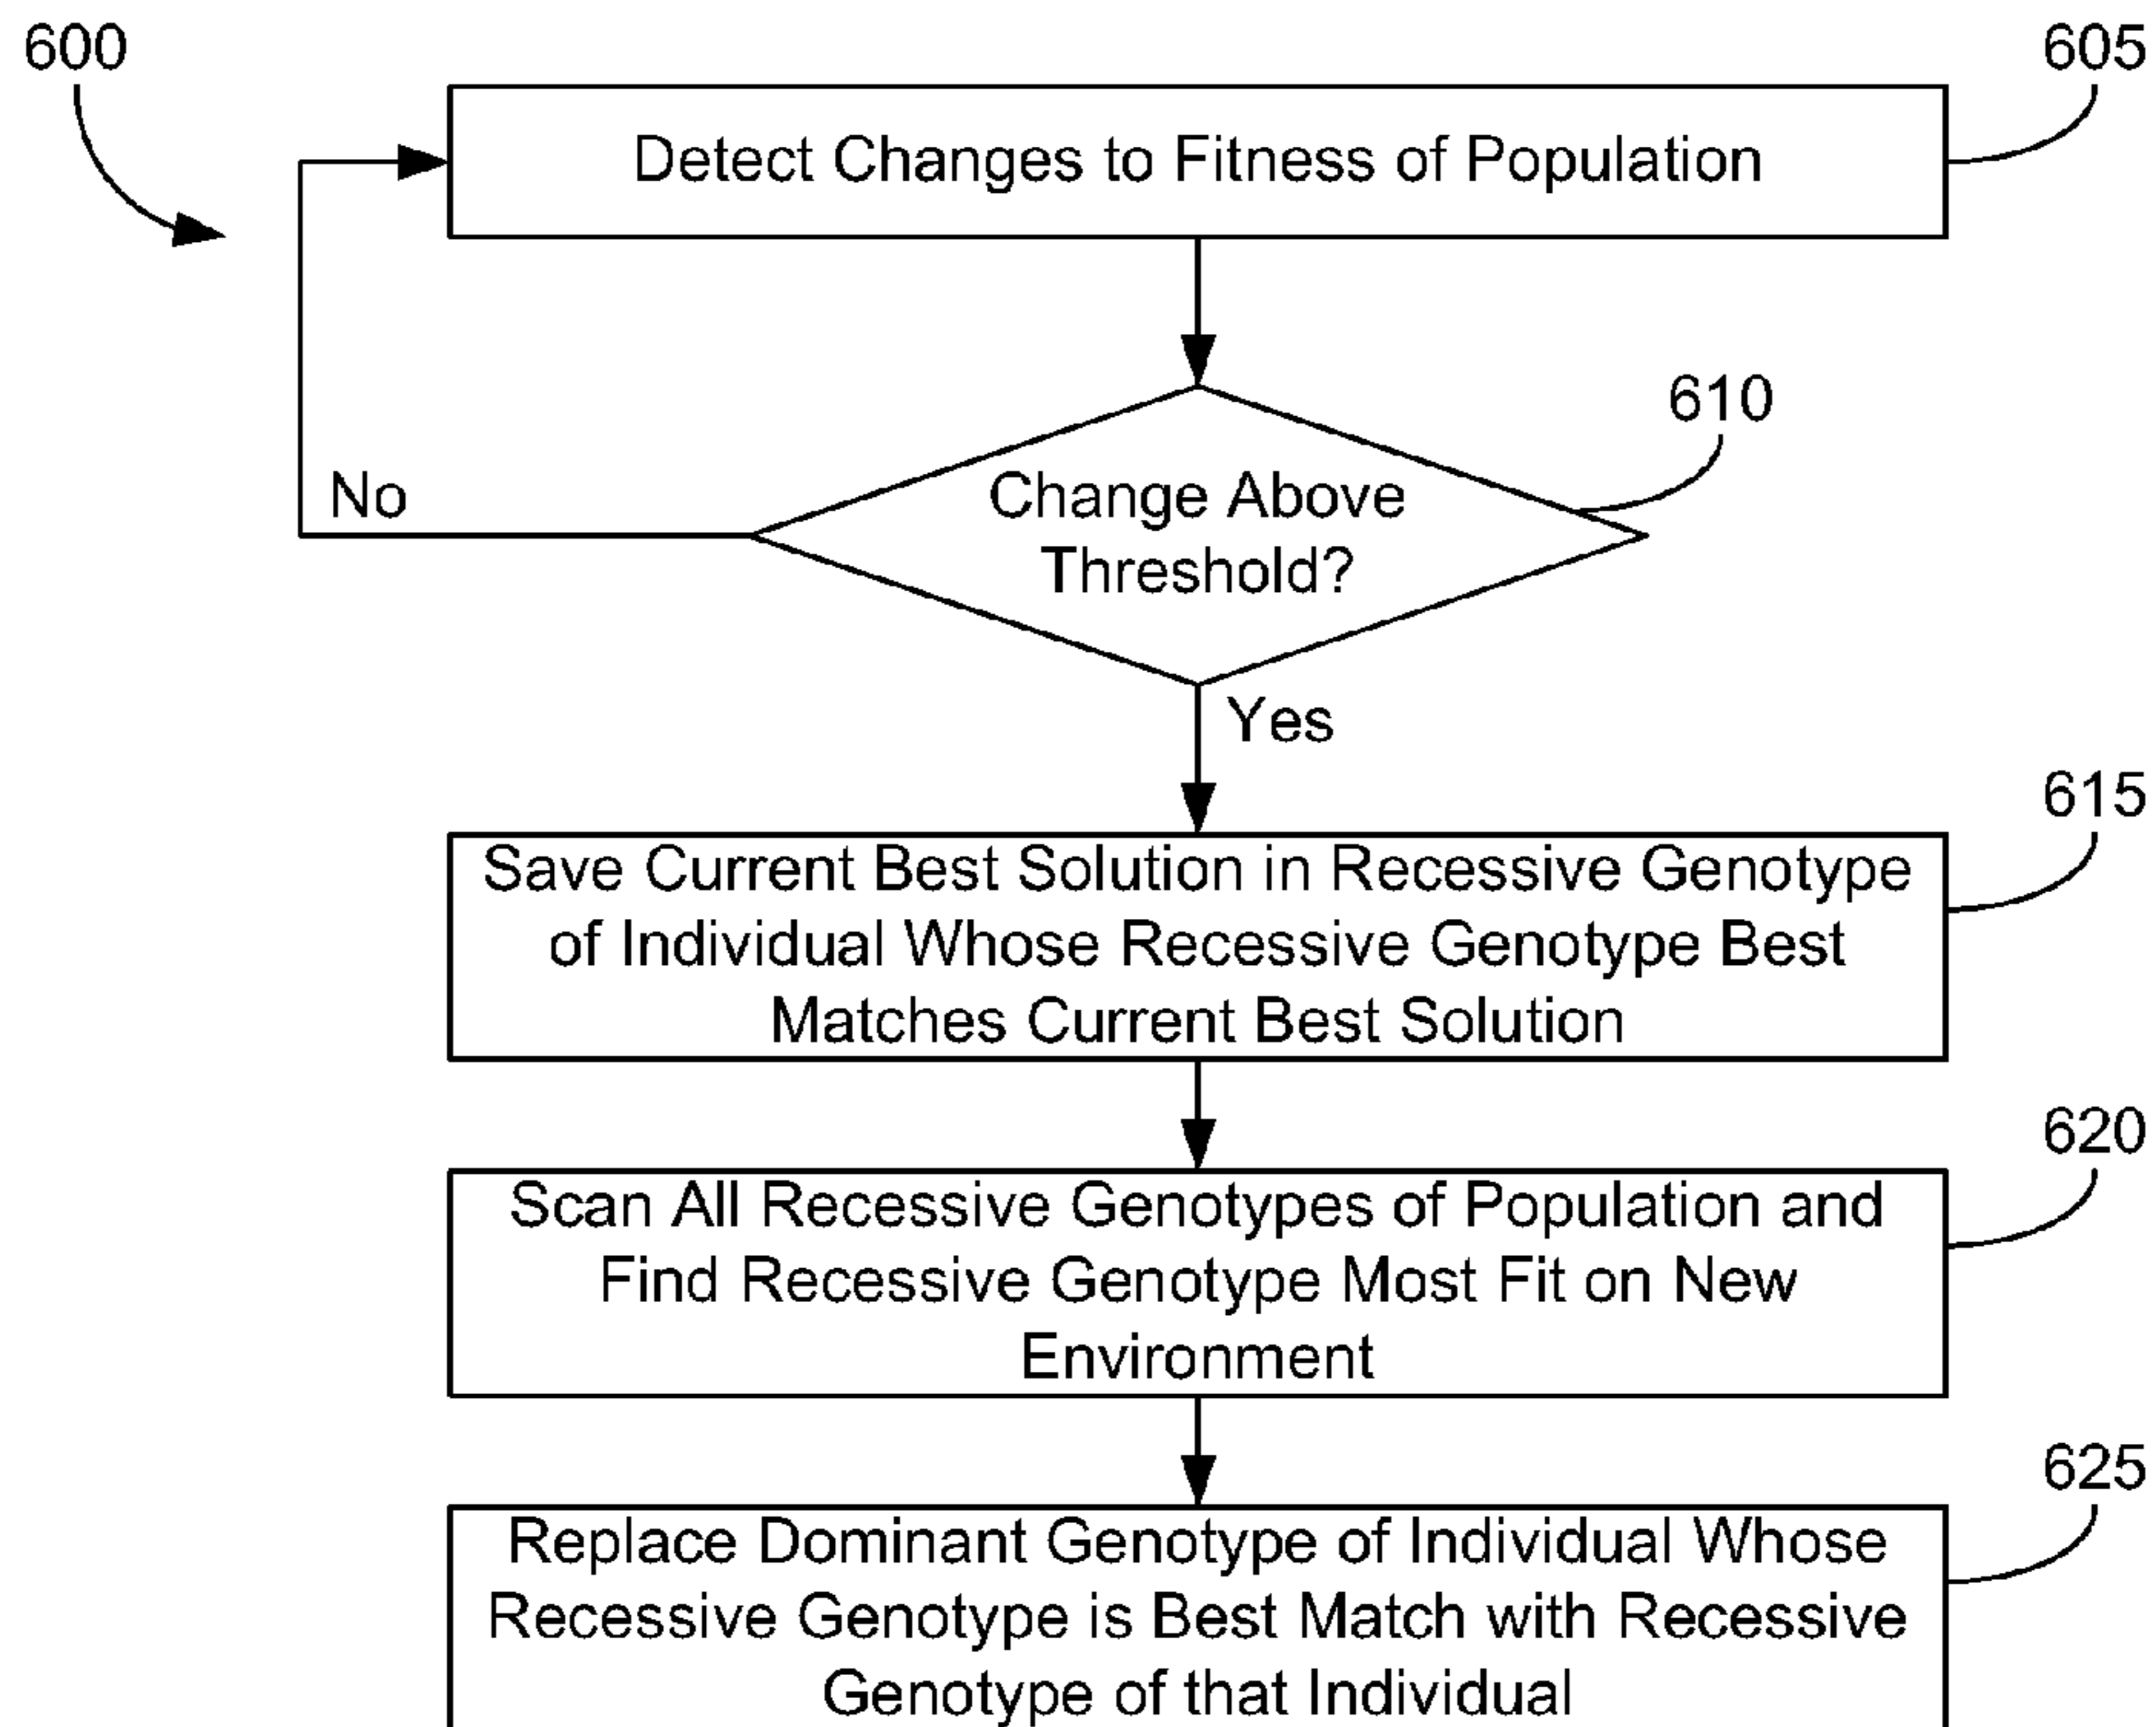 600
605
Detect Changes to Fitness of Population
610
Change Above
Threshold?
No
Yes
615
Save Current Best Solution in Recessive Genotype
of Individual Whose Recessive Genotype Best
Matches Current Best Solution
620
Scan All Recessive Genotypes of Population and
Find Recessive Genotype Most Fit on New
Environment
625
Replace Dominant Genotype of Individual Whose
Recessive Genotype is Best Match with Recessive
Genotype of that Individual